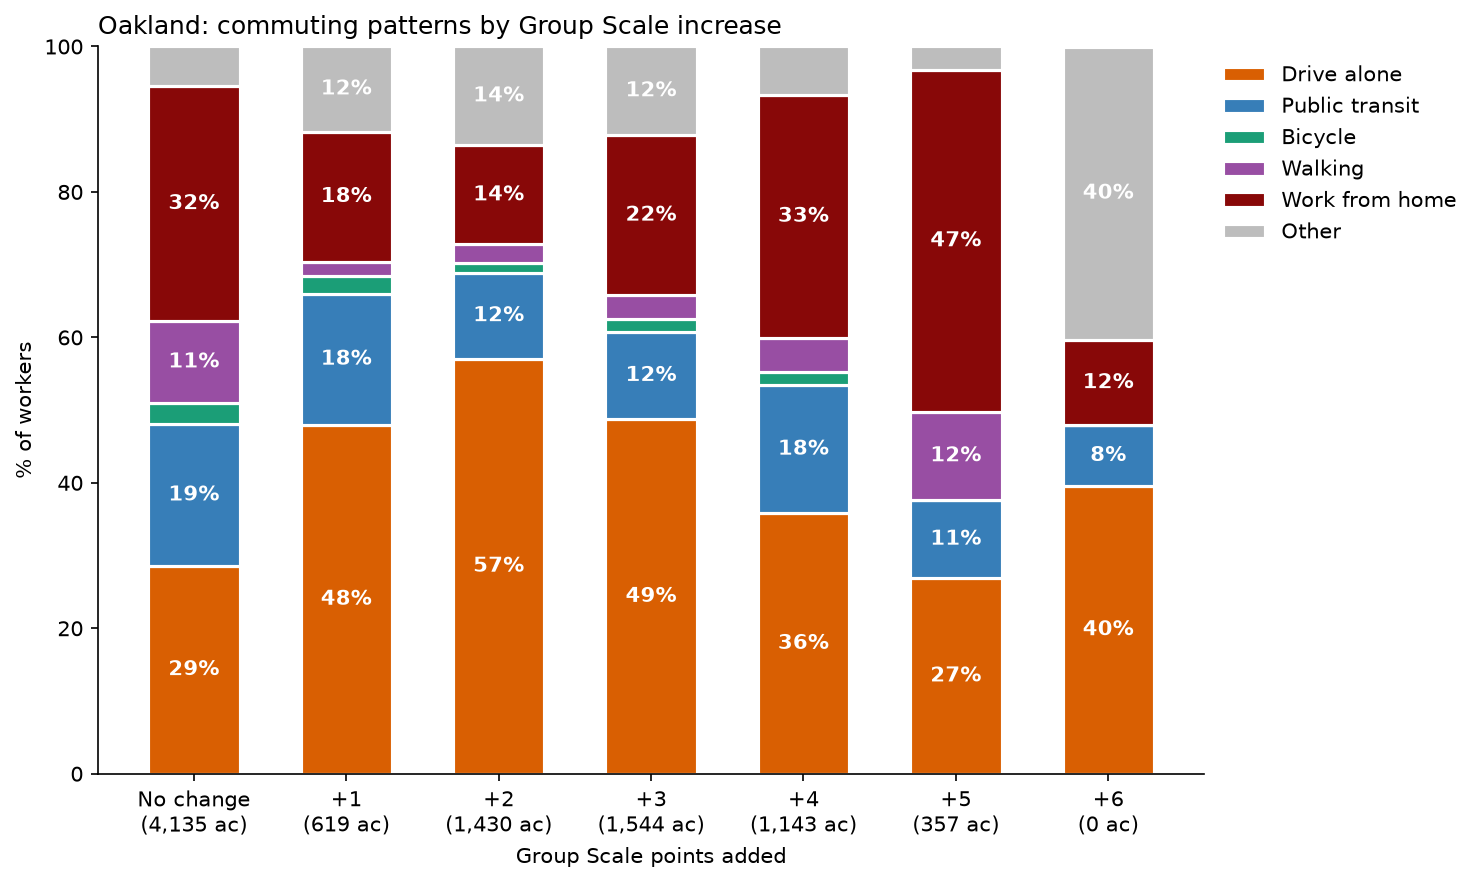 Oakland: commuting patterns by Group Scale increase
100
80
60
40
20
0
% of workers
29%
19%
11%
32%
48%
18%
18%
12%
57%
12%
14%
14%
49%
12%
22%
12%
36%
18%
33%
27%
11%
12%
47%
40%
8%
12%
40%
No change
(4,135 ac)
+1
(619 ac)
+2
(1,430 ac)
+3
(1,544 ac)
+4
(1,143 ac)
+5
(357 ac)
+6
(0 ac)
Group Scale points added
Drive alone
Public transit
Bicycle
Walking
Work from home
Other